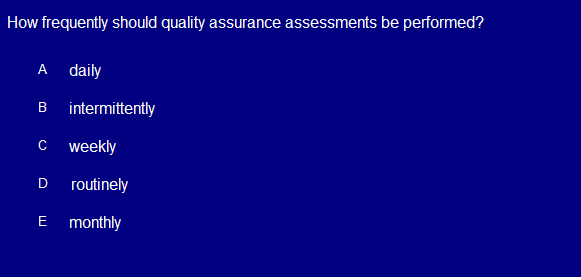 How frequently should quality assurance assessments be performed?
A daily
B intermittently
C weekly
D routinely
E monthly